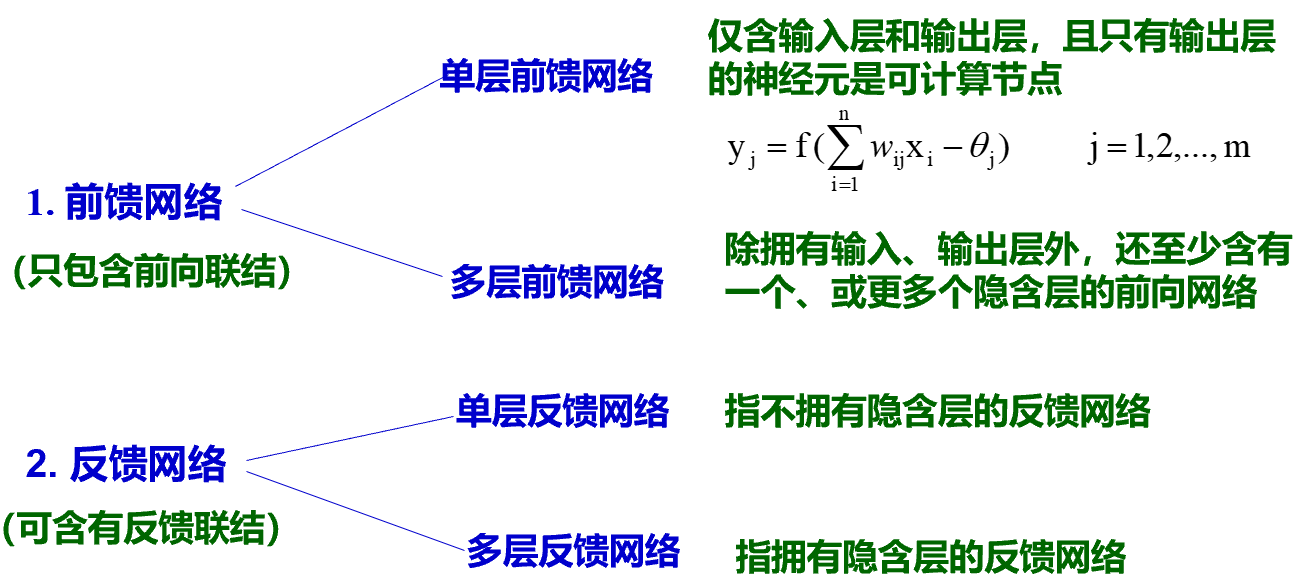 1. 前馈网络
(只包含前向联结)
单层前馈网络
仅含输入层和输出层，且只有输出层
的神经元是可计算节点
y_j = f(∑_{i=1}^{n} w_{ij}x_i − θ_j)  j = 1,2,..., m
多层前馈网络
除拥有输入、输出层外，还至少含有
一个、或更多个隐含层的前向网络
2. 反馈网络
(可含有反馈联结)
单层反馈网络
指不拥有隐含层的反馈网络
多层反馈网络
指拥有隐含层的反馈网络